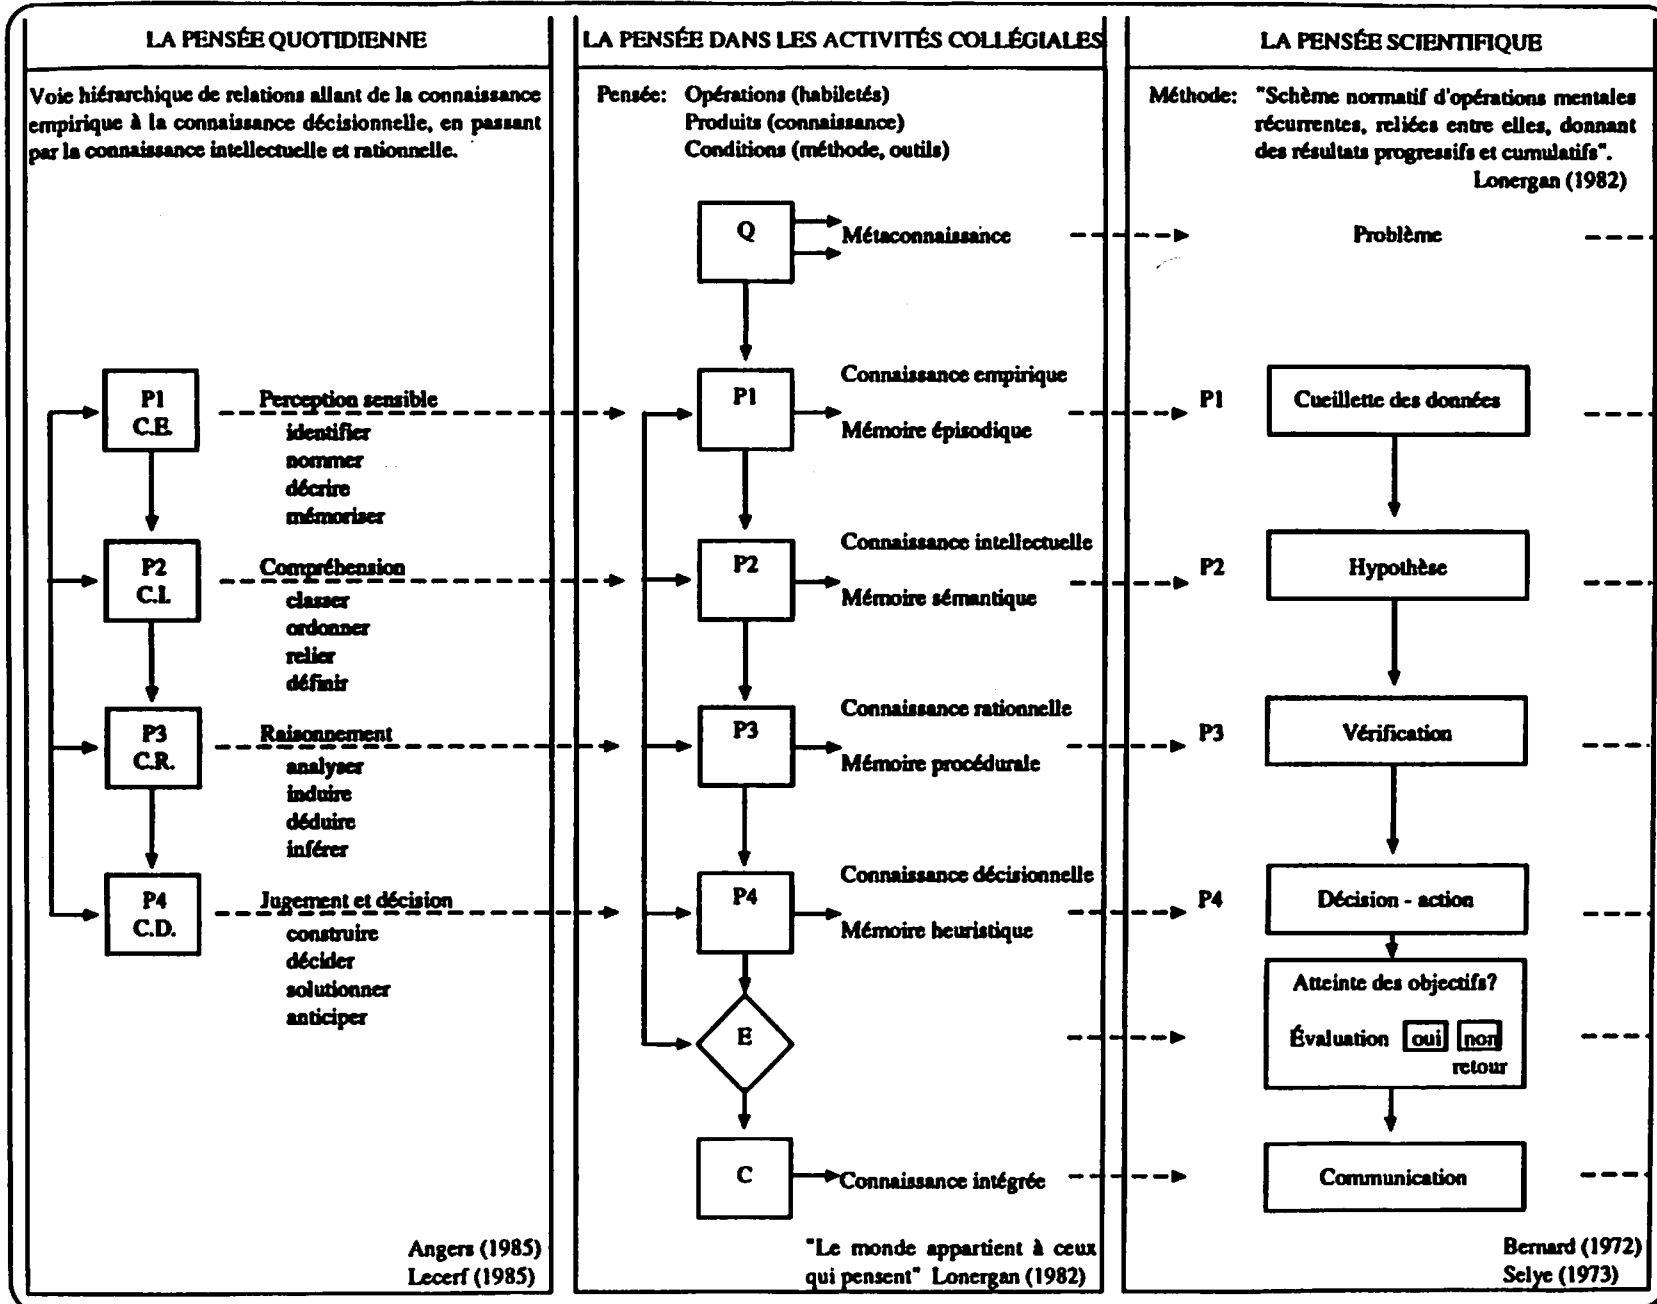 LA PENSÉE QUOTIDIENNE
Voie hiérarchique de relations allant de la connaissance
empirique à la connaissance décisionnelle, en passant
par la connaissance intellectuelle et rationnelle.
P1
C.E.
Perception sensible
identifier
nommer
décrire
mémoriser
P2
C.I.
Compréhension
classer
ordonner
relier
définir
P3
C.R.
Raisonnement
analyser
induire
déduire
inférer
P4
C.D.
Jugement et décision
construire
décider
solutionner
anticiper
Angers (1985)
Lecerf (1985)
LA PENSÉE DANS LES ACTIVITÉS COLLÉGIALES
Pensée: Opérations (habiletés)
Produits (connaissance)
Conditions (méthode, outils)
Q
Métaconnaissance
P1
Connaissance empirique
Mémoire épisodique
P2
Connaissance intellectuelle
Mémoire sémantique
P3
Connaissance rationnelle
Mémoire procédurale
P4
Connaissance décisionnelle
Mémoire heuristique
E
C
Connaissance intégrée
"Le monde appartient à ceux
qui pensent" Lonergan (1982)
LA PENSÉE SCIENTIFIQUE
Méthode: "Schème normatif d'opérations mentales
récurrentes, reliées entre elles, donnant
des résultats progressifs et cumulatifs".
Lonergan (1982)
Problème
P1
Cueillette des données
P2
Hypothèse
P3
Vérification
P4
Décision - action
Atteinte des objectifs?
Évaluation oui non
retour
Communication
Bernard (1972)
Selye (1973)